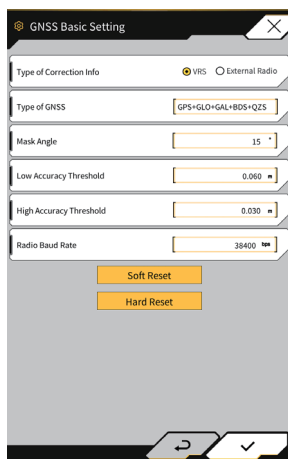 GNSS Basic Setting
Type of Correction Info VRS External Radio
Type of GNSS GPS+GLO+GAL+BDS+QZS
Mask Angle 15 °
Low Accuracy Threshold 0.060 m
High Accuracy Threshold 0.030 m
Radio Baud Rate 38400 bps
Soft Reset
Hard Reset